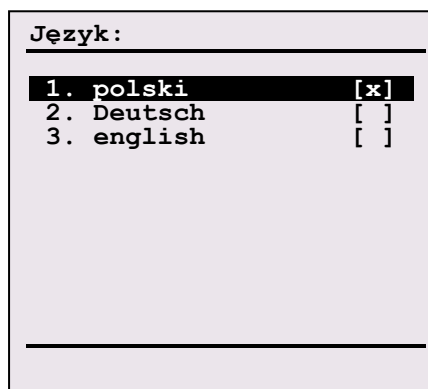 Język:
1. polski [x]
2. Deutsch [ ]
3. english [ ]